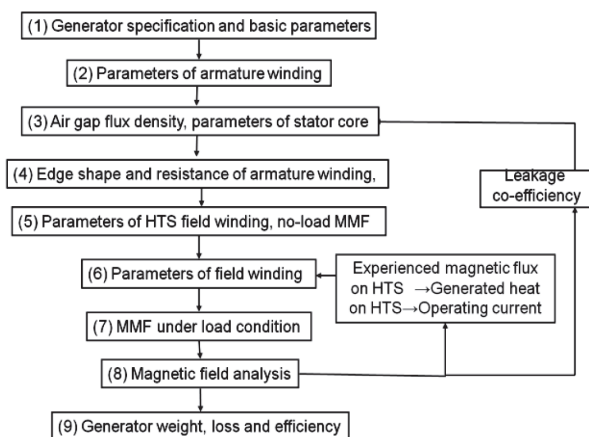 (1) Generator specification and basic parameters
(2) Parameters of armature winding
(3) Air gap flux density, parameters of stator core
(4) Edge shape and resistance of armature winding,
Leakage
co-efficiency
(5) Parameters of HTS field winding, no-load MMF
(6) Parameters of field winding
Experienced magnetic flux
on HTS →Generated heat
on HTS→Operating current
(7) MMF under load condition
(8) Magnetic field analysis
(9) Generator weight, loss and efficiency